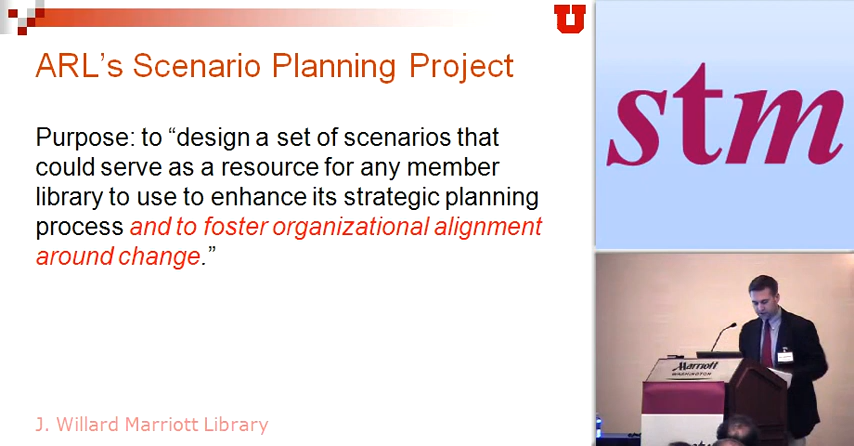 U
ARL’s Scenario Planning Project
Purpose: to “design a set of scenarios that
could serve as a resource for any member
library to use to enhance its strategic planning
process and to foster organizational alignment
around change.”
J. Willard Marriott Library
stm
Marriott
WASHINGTON